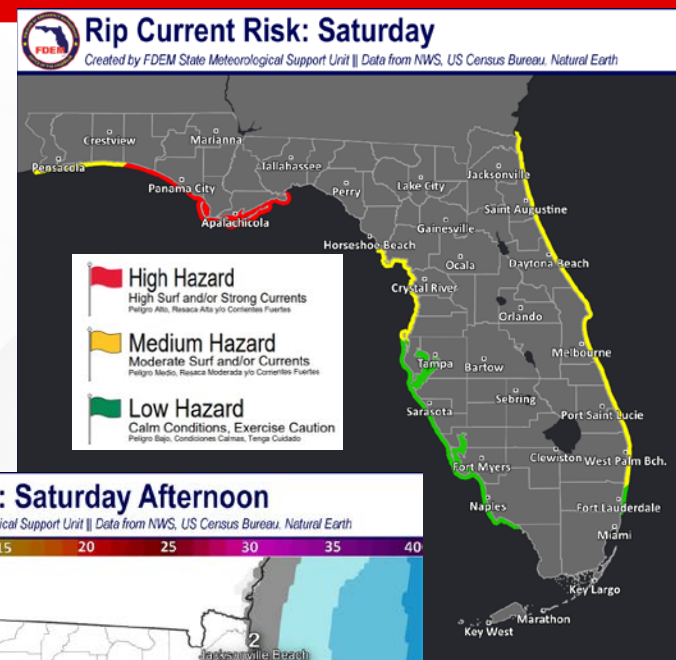 Rip Current Risk: Saturday
Created by FDEM State Meteorological Support Unit || Data from NWS, US Census Bureau. Natural Earth
FDEM
Crestview
Marianna
Pensacola
Tallahassee
Panama City
Perry
Lake City
Jacksonville
Apalachicola
Saint Augustine
Gainesville
Horseshoe Beach
Ocala
Daytona Beach
Crystal River
Orlando
Tampa
Bartow
Melbourne
Sebring
Sarasota
Port Saint Lucie
Clewiston
West Palm Bch.
Fort Myers
Naples
Fort Lauderdale
Miami
Key Largo
Marathon
Key West
High Hazard
High Surf and/or Strong Currents
Peligro Alto, Resaca Alta y/o Corrientes Fuertes
Medium Hazard
Moderate Surf and/or Currents
Peligro Medio, Resaca Moderada y/o Corrientes Fuertes
Low Hazard
Calm Conditions, Exercise Caution
Peligro Bajo, Condiciones Calmas, Tenga Cuidado
: Saturday Afternoon
ical Support Unit || Data from NWS, US Census Bureau. Natural Earth
15 20 25 30 35 40
2
Jacksonville Beach